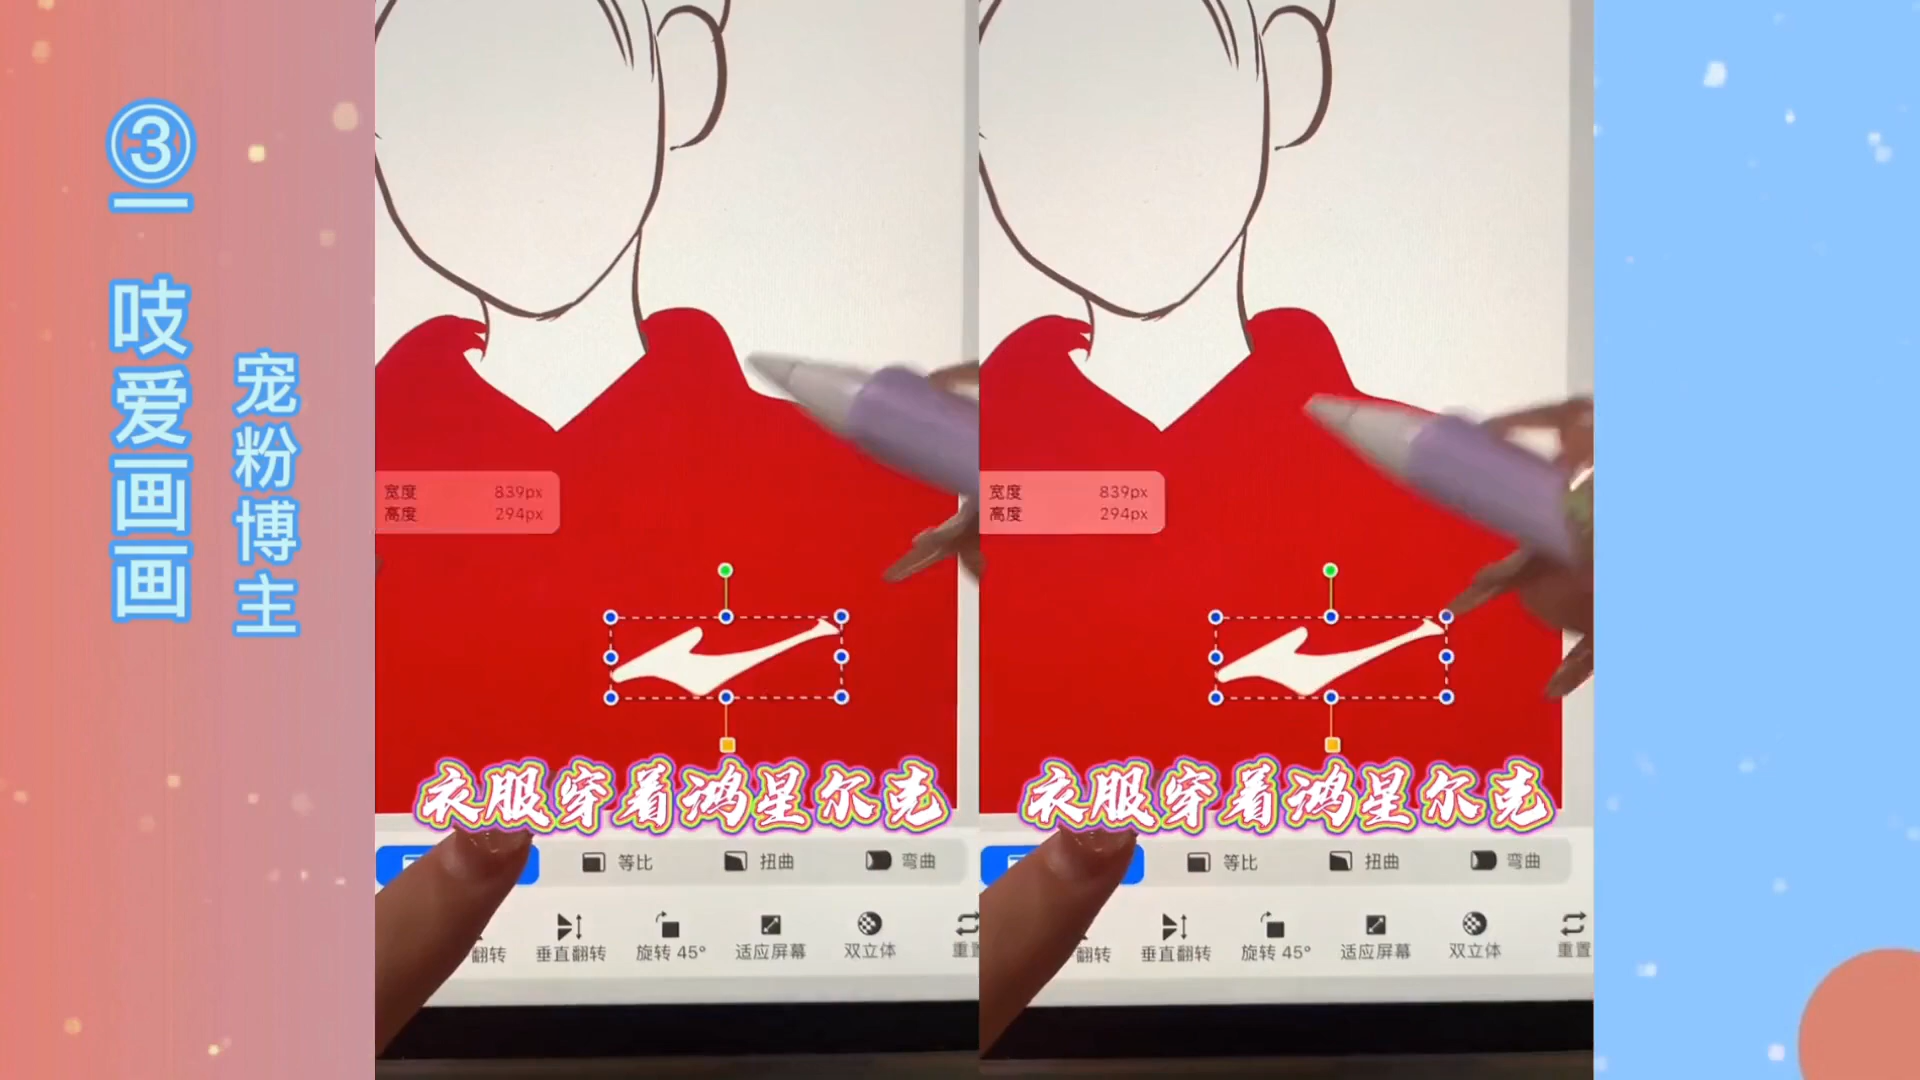 ③一 吱爱画画
宠粉博主
宽度 839px
高度 294px
衣服穿着鸿星尔克
等比 扭曲 弯曲
翻转 垂直翻转 旋转 45° 适应屏幕 双立体 重置
宽度 839px
高度 294px
衣服穿着鸿星尔克
等比 扭曲 弯曲
翻转 垂直翻转 旋转 45° 适应屏幕 双立体 重置